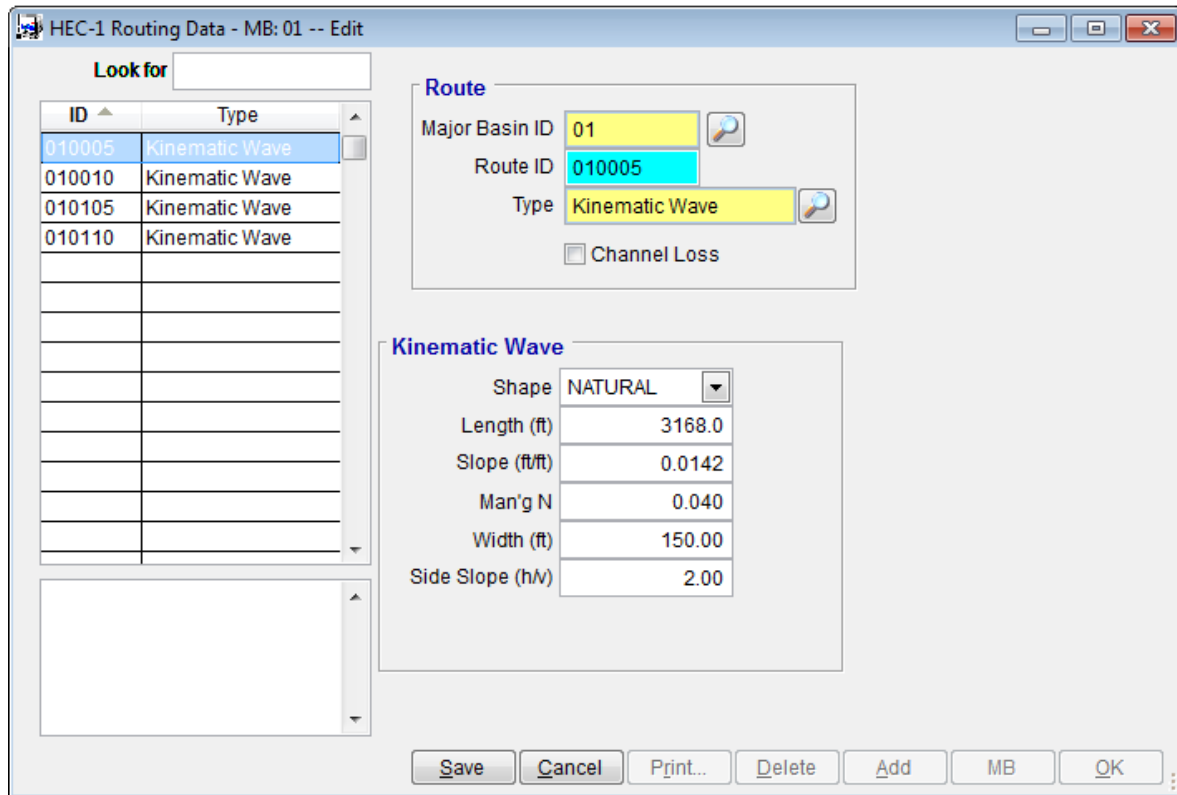 HEC-1 Routing Data - MB: 01 -- Edit
Look for
ID Type
010005 Kinematic Wave
010010 Kinematic Wave
010105 Kinematic Wave
010110 Kinematic Wave
Route
Major Basin ID 01
Route ID 010005
Type Kinematic Wave
Channel Loss
Kinematic Wave
Shape NATURAL
Length (ft) 3168.0
Slope (ft/ft) 0.0142
Man'g N 0.040
Width (ft) 150.00
Side Slope (h/v) 2.00
Save Cancel Print... Delete Add MB OK